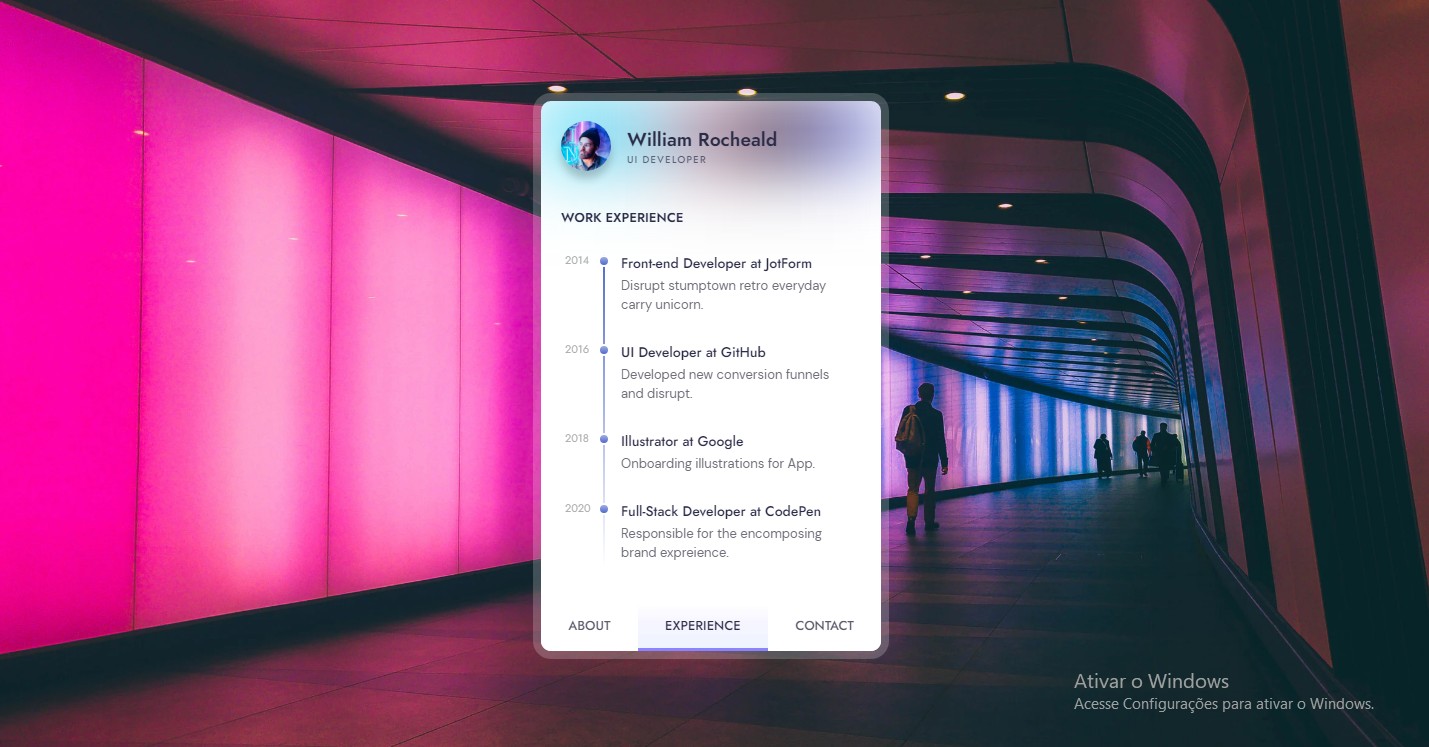 William Rocheald
UI DEVELOPER
WORK EXPERIENCE
2014
Front-end Developer at JotForm
Disrupt stumptown retro everyday
carry unicorn.
2016
UI Developer at GitHub
Developed new conversion funnels
and disrupt.
2018
Illustrator at Google
Onboarding illustrations for App.
2020
Full-Stack Developer at CodePen
Responsible for the encomposing
brand expreience.
ABOUT
EXPERIENCE
CONTACT
Ativar o Windows
Acesse Configurações para ativar o Windows.